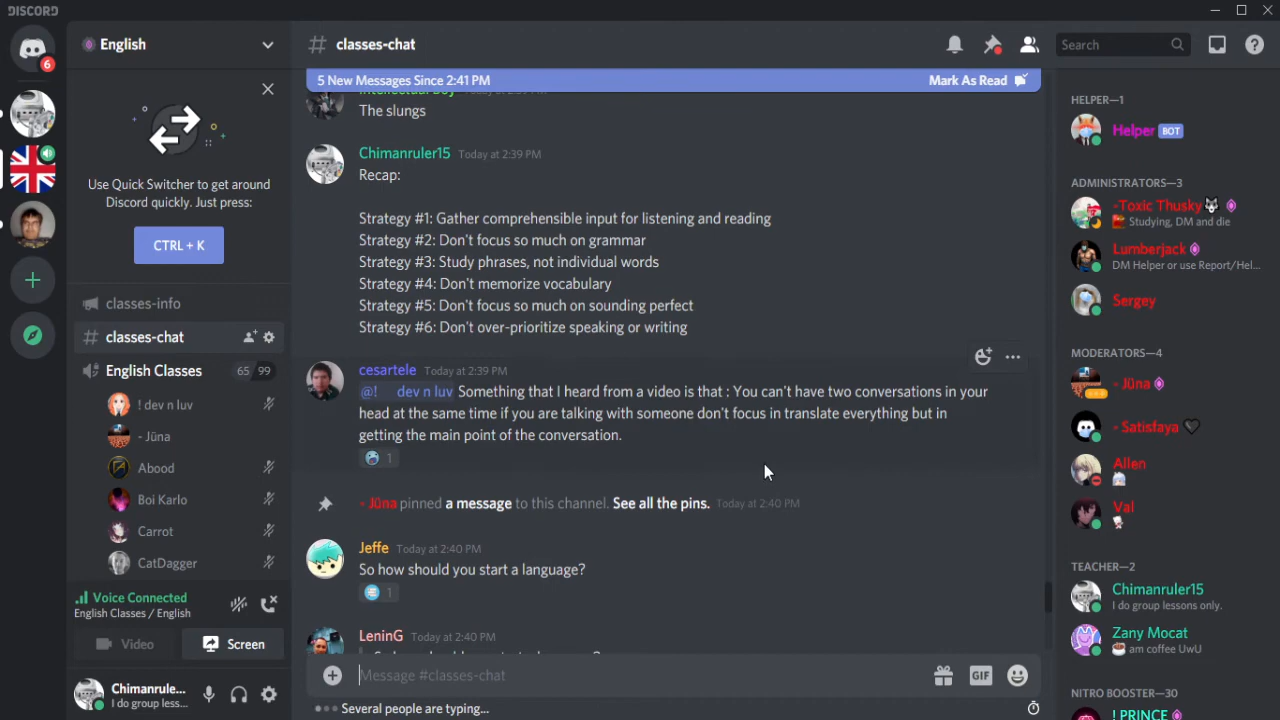 DISCORD
6
English
Use Quick Switcher to get around
Discord quickly. Just press:
CTRL + K
classes-info
classes-chat
English Classes 65 99
! dev n luv
- Jüna
Abood
Boi Karlo
Carrot
CatDagger
Voice Connected
English Classes / English
Video
Screen
Chimanrule...
I do group less...
# classes-chat
Search
5 New Messages Since 2:41 PM
Mark As Read
The slungs
Chimanruler15 Today at 2:39 PM
Recap:
Strategy #1: Gather comprehensible input for listening and reading
Strategy #2: Don't focus so much on grammar
Strategy #3: Study phrases, not individual words
Strategy #4: Don't memorize vocabulary
Strategy #5: Don't focus so much on sounding perfect
Strategy #6: Don't over-prioritize speaking or writing
cesartele Today at 2:39 PM
@! dev n luv Something that I heard from a video is that : You can't have two conversations in your
head at the same time if you are talking with someone don't focus in translate everything but in
getting the main point of the conversation.
1
- Jüna pinned a message to this channel. See all the pins. Today at 2:40 PM
Jeffe Today at 2:40 PM
So how should you start a language?
1
LeninG Today at 2:40 PM
Message #classes-chat
GIF
Several people are typing...
HELPER—1
Helper BOT
ADMINISTRATORS—3
Toxic Thusky
Studying, DM and die
Lumberjack
DM Helper or use Report/Hel...
Sergey
MODERATORS—4
Jüna
Satisfaya
Allen
Val
TEACHER—2
Chimanruler15
I do group lessons only.
Zany Mocat
am coffee UwU
NITRO BOOSTER—30
! PRINCE